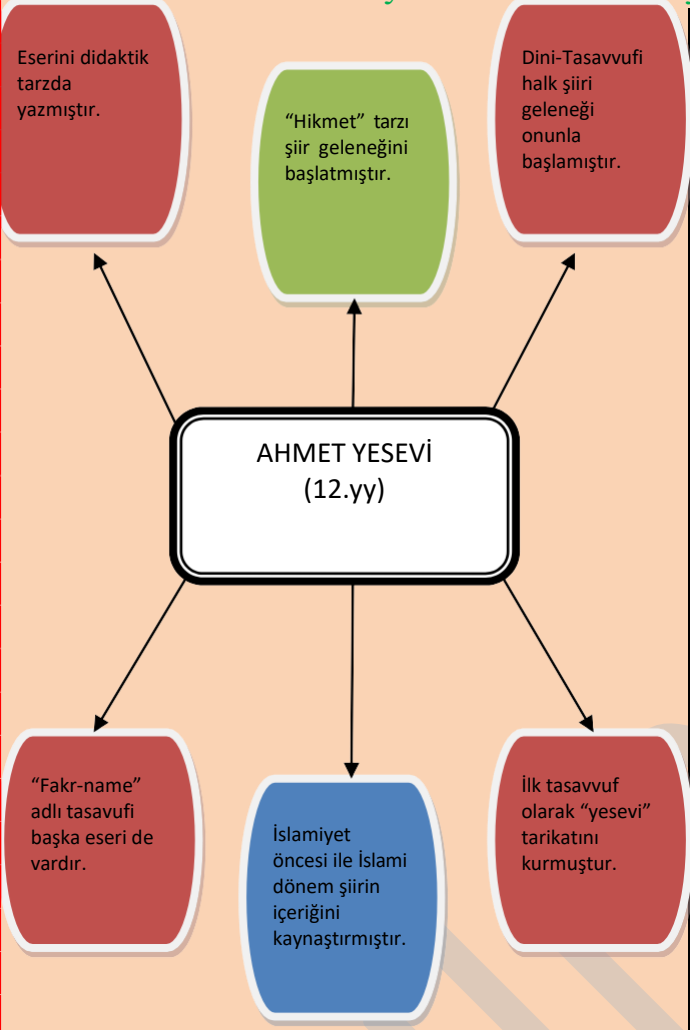 Eserini didaktik
tarzda
yazmıştır.
“Hikmet” tarzı
şiir geleneğini
başlatmıştır.
Dini-Tasavvufi
halk şiiri
geleneği
onunla
başlamıştır.
AHMET YESEVİ
(12.yy)
“Fakr-name”
adlı tasavufi
başka eseri de
vardır.
İslamiyet
öncesi ile İslami
dönem şiirin
içeriğini
kaynaştırmıştır.
İlk tasavvuf
olarak “yesevi”
tarikatını
kurmuştur.